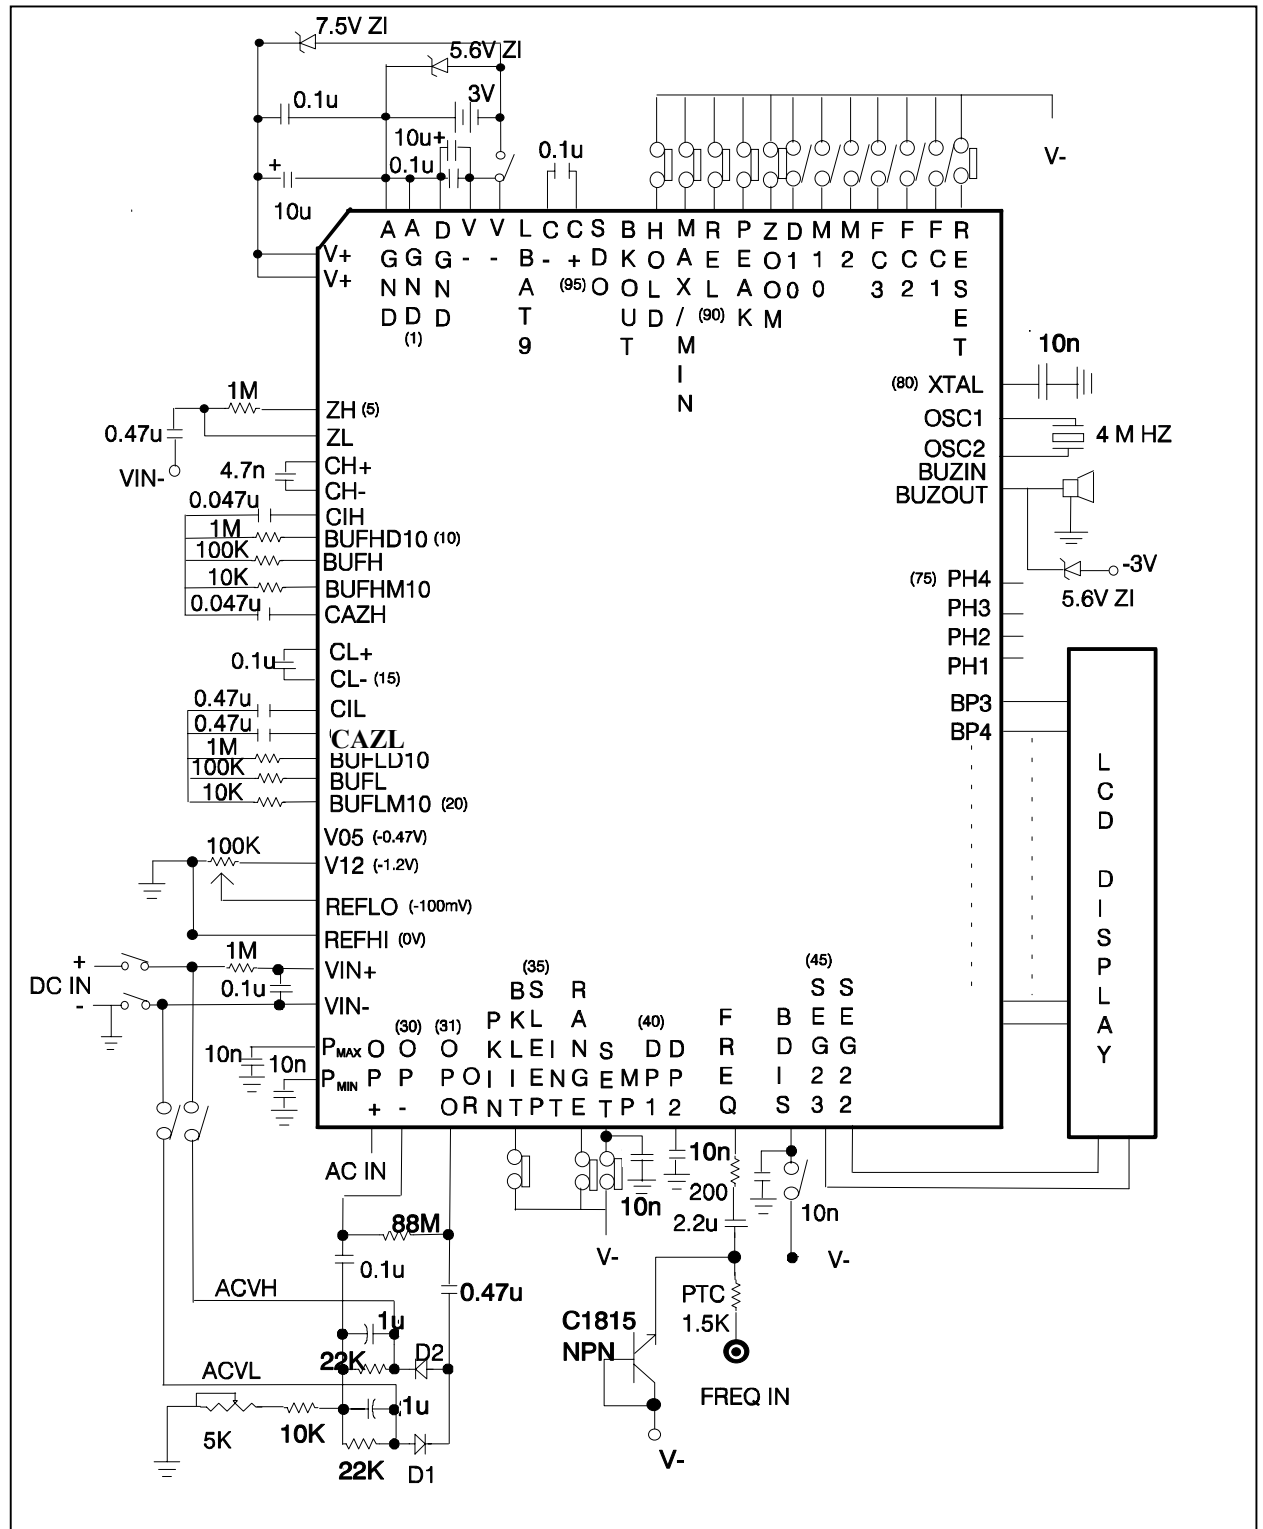 7.5V ZI
5.6V ZI
0.1u
3V
10u+
0.1u
0.1u
+
10u
V-
V+
V+
AGND
AGND
(1)
DGND
V-
V-
LBAT9
C-
C+
(95)
SDO
BKOUT
HOLD
MAX/MIN
REL
(90)
PEAK
ZOOM
D10
M10
M2
FC3
FC2
FC1
RESET
10n
(80) XTAL
OSC1
OSC2
4 M HZ
BUZIN
BUZOUT
-3V
5.6V ZI
(75) PH4
PH3
PH2
PH1
BP3
BP4
LCD DISPLAY
1M
ZH (5)
0.47u
ZL
VIN-
CH+
4.7n
CH-
0.047u
CIH
1M
BUFHD10 (10)
100K
BUFH
10K
BUFHM10
0.047u
CAZH
CL+
0.1u
CL- (15)
0.47u
CIL
0.47u
CAZL
1M
BUFLD10
100K
BUFL
10K
BUFLM10 (20)
V05 (-0.47V)
100K
V12 (-1.2V)
REFLO (-100mV)
REFHI (0V)
1M
+
VIN+
DC IN
0.1u
-
VIN-
10n
PMAX
10n
PMIN
OP+
(30)
OP-
(31)
OPO
OR
PKIN
BKLIT
(35)
SLEEP
INT
RANGE
SET
MP
(40)
DP1
DP2
FREQ
BDIS
(45)
SEG23
SEG22
AC IN
10n
10n
200
2.2u
10n
V-
V-
88M
0.1u
ACVH
0.47u
1u
22K
D2
ACVL
1u
5K
10K
22K
D1
C1815
NPN
PTC
1.5K
FREQ IN
V-